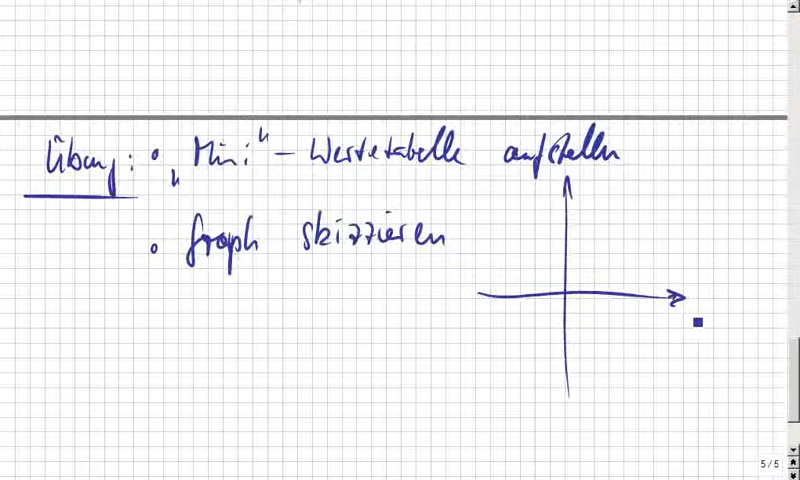 Übung: • „Mini“ - Wertetabelle aufstellen
• Graph skizzieren
5/5